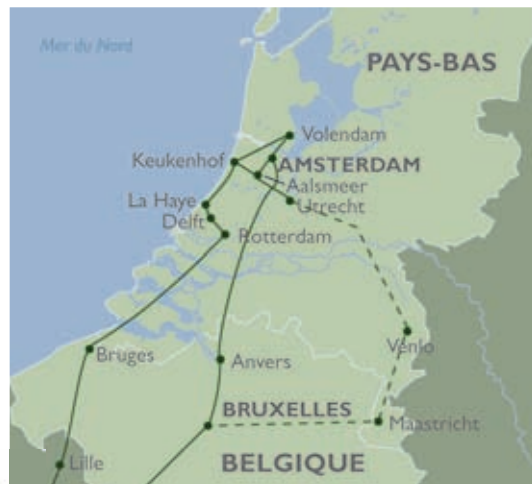 Mer du Nord
PAYS-BAS
Volendam
Keukenhof
AMSTERDAM
Aalsmeer
La Haye
Utrecht
Delft
Rotterdam
Venlo
Bruges
Anvers
BRUXELLES
Maastricht
Lille
BELGIQUE